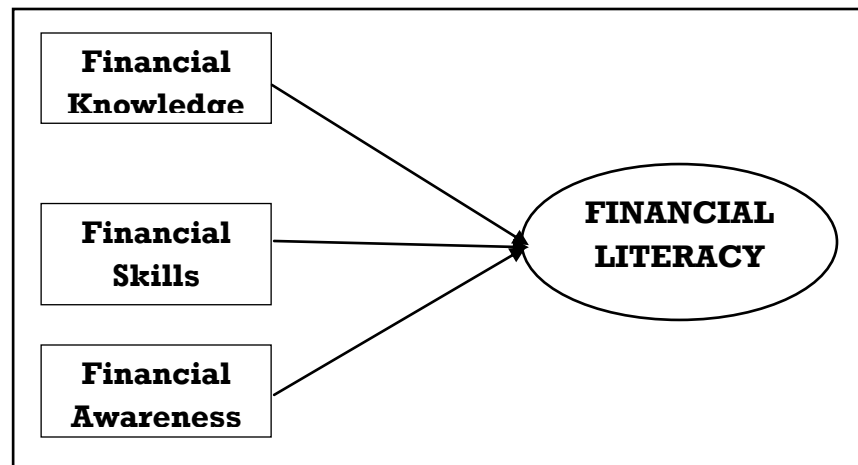 Financial
Knowledge
Financial
Skills
Financial
Awareness
FINANCIAL
LITERACY